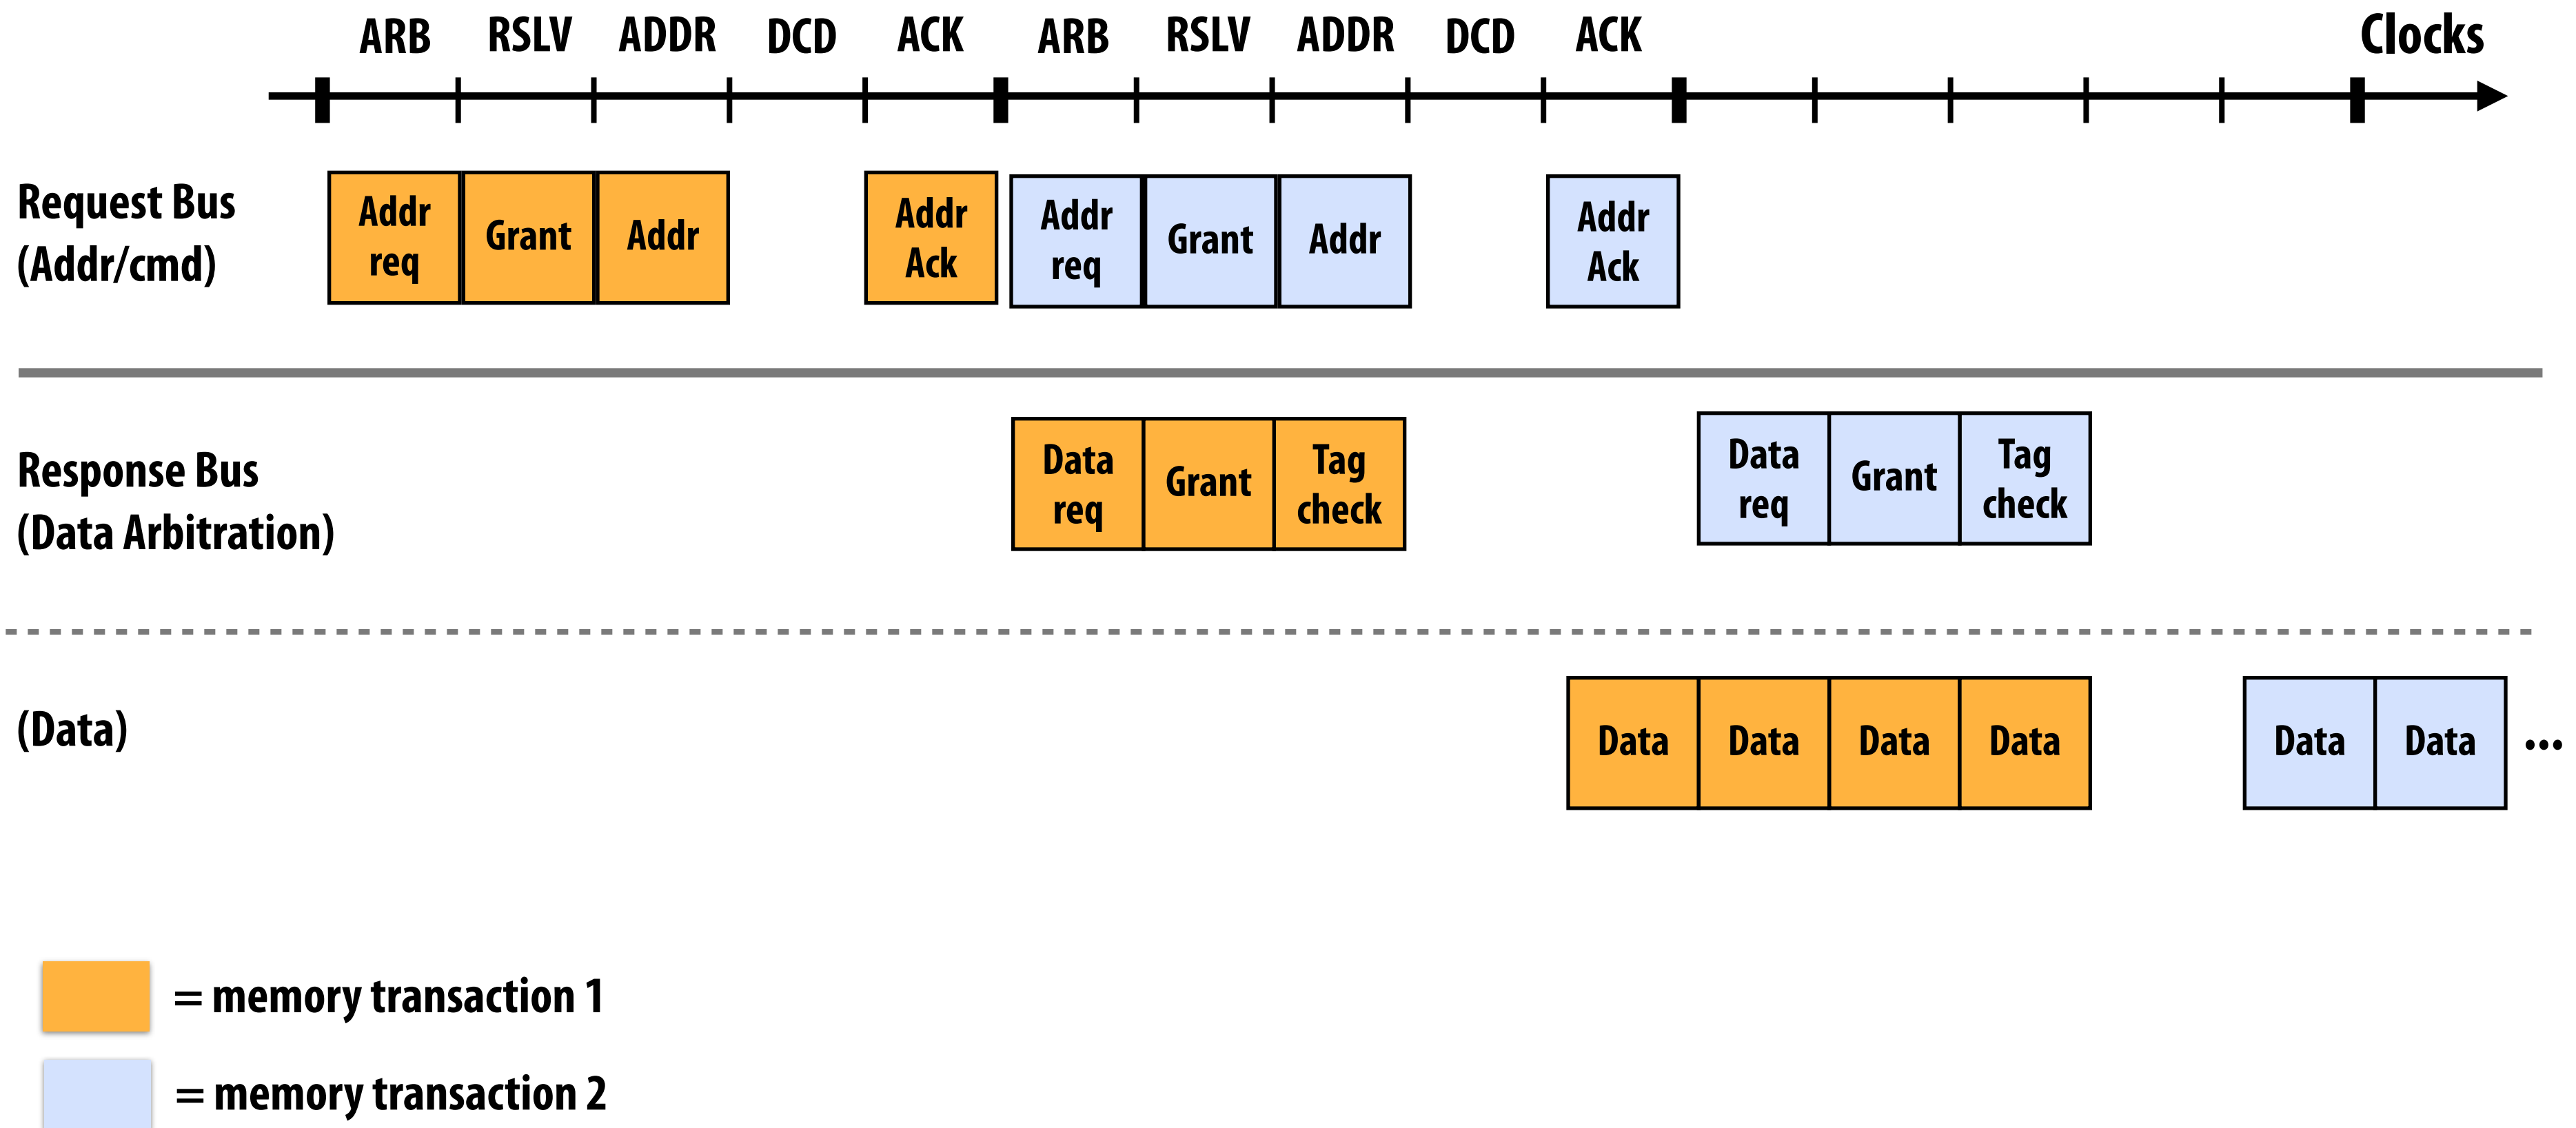 ARB RSLV ADDR DCD ACK ARB RSLV ADDR DCD ACK Clocks
Request Bus
(Addr/cmd)
Addr
req
Grant
Addr
Addr
Ack
Addr
req
Grant
Addr
Addr
Ack
Response Bus
(Data Arbitration)
Data
req
Grant
Tag
check
Data
req
Grant
Tag
check
(Data)
Data Data Data Data Data Data ...
= memory transaction 1
= memory transaction 2